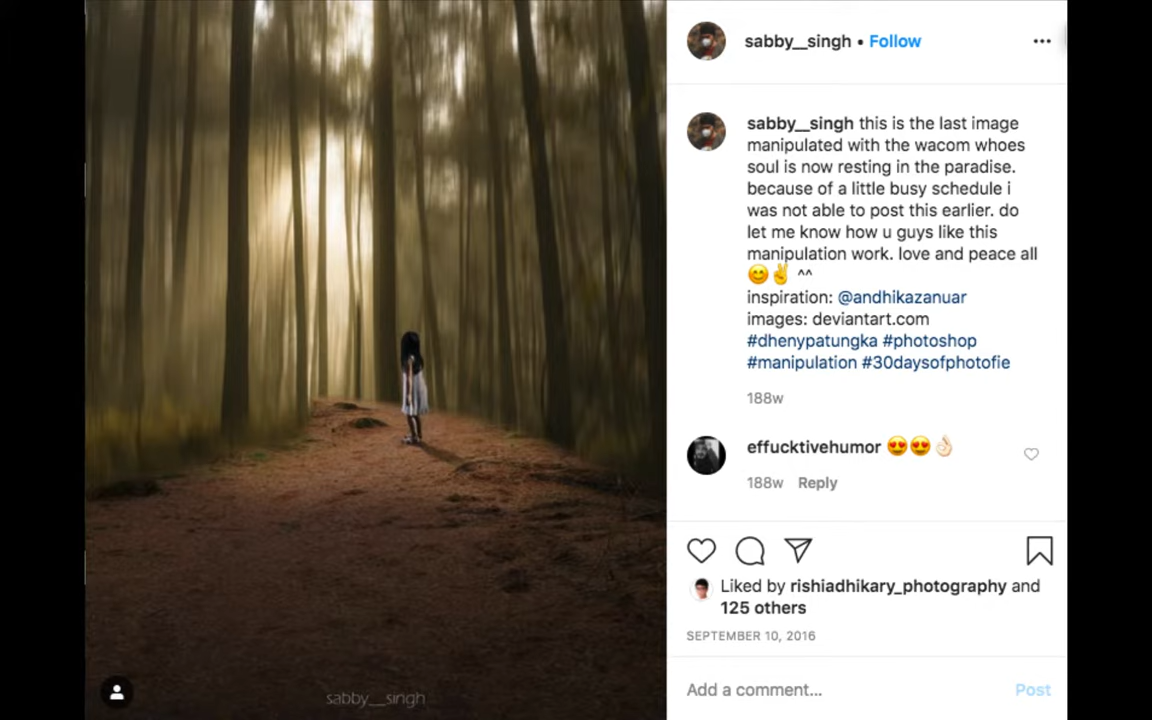 sabby__singh • Follow
sabby__singh this is the last image
manipulated with the wacom whoes
soul is now resting in the paradise.
because of a little busy schedule i
was not able to post this earlier. do
let me know how u guys like this
manipulation work. love and peace all
😊✌️ ^^
inspiration: @andhikazanuar
images: deviantart.com
#dhenypatungka #photoshop
#manipulation #30daysofphotofie
188w
effucktivehumor 😍😍👌🏻
188w Reply
Liked by rishiadhikary_photography and
125 others
SEPTEMBER 10, 2016
Add a comment... Post
sabby__singh